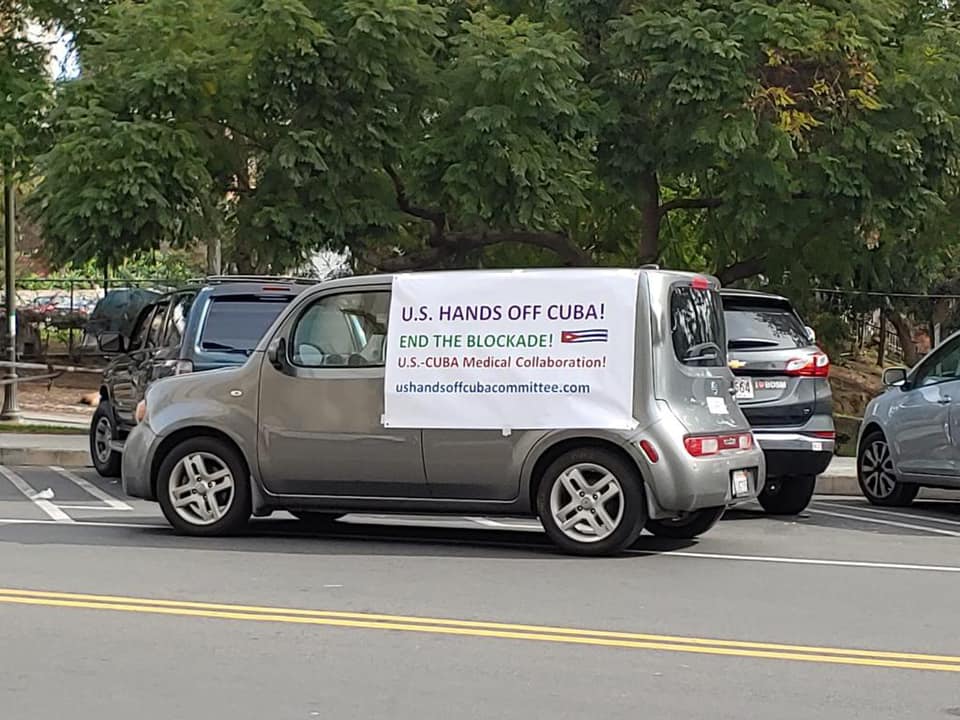 U.S. HANDS OFF CUBA!
END THE BLOCKADE!
U.S.-CUBA Medical Collaboration!
ushandsoffcubacommittee.com